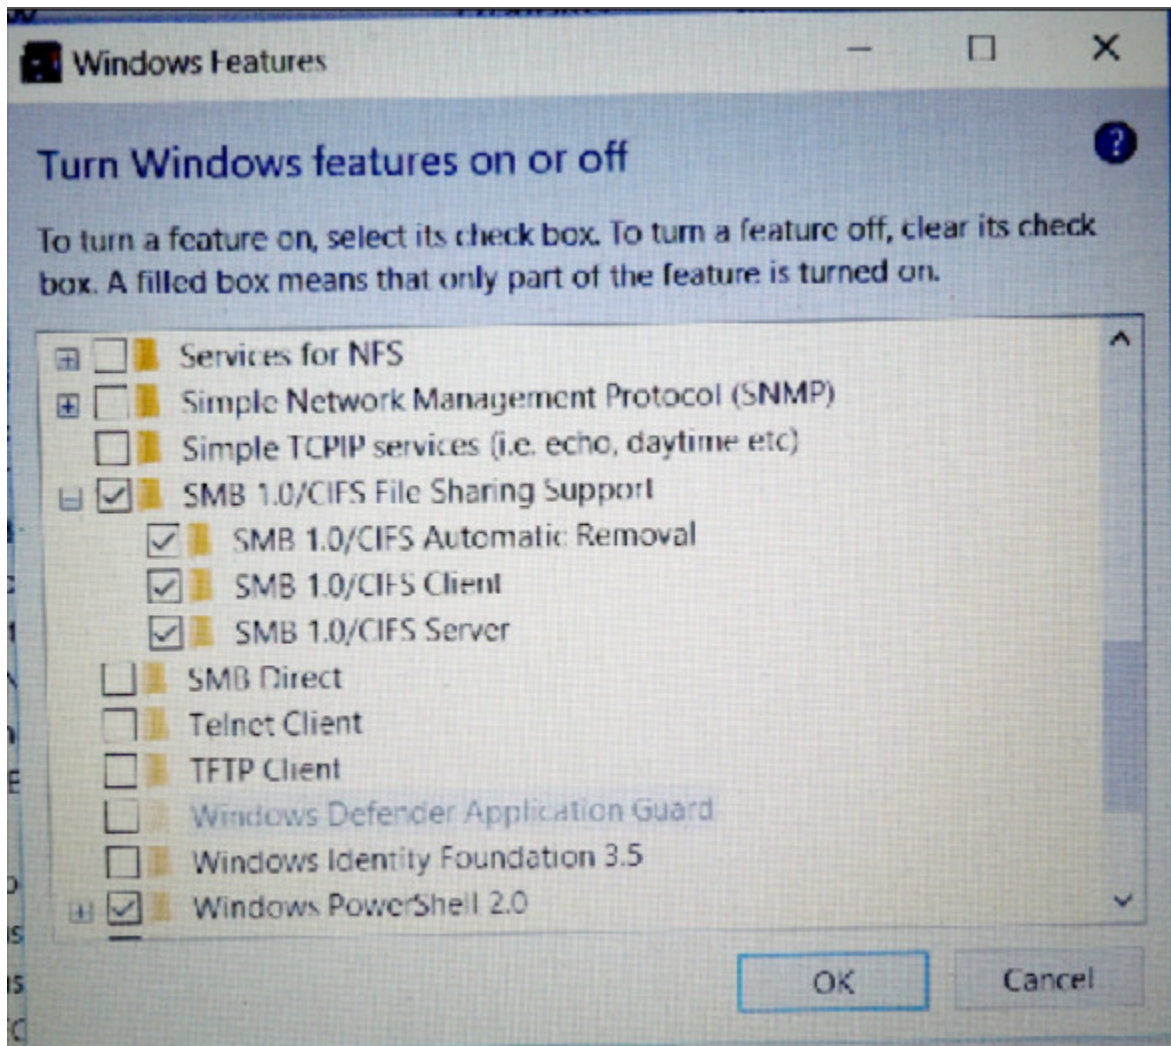 Windows Features
Turn Windows features on or off
?
To turn a feature on, select its check box. To turn a feature off, clear its check
box. A filled box means that only part of the feature is turned on.
Services for NFS
Simple Network Management Protocol (SNMP)
Simple TCPIP services (i.e. echo, daytime etc)
SMB 1.0/CIFS File Sharing Support
SMB 1.0/CIFS Automatic Removal
SMB 1.0/CIFS Client
SMB 1.0/CIFS Server
SMB Direct
Telnet Client
TFTP Client
Windows Defender Application Guard
Windows Identity Foundation 3.5
Windows PowerShell 2.0
OK
Cancel